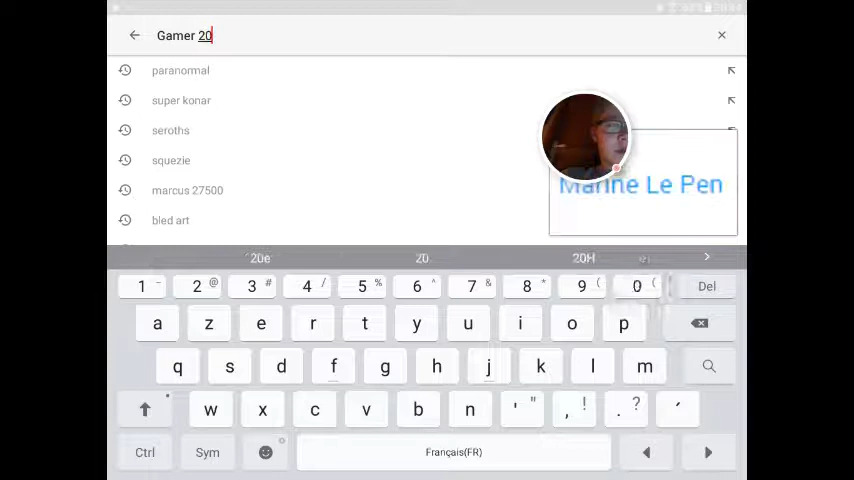 Gamer 20
paranormal
super konar
seroths
squezie
marcus 27500
bled art
Marine Le Pen
20e 20 20H
1 - 2 @ 3 # 4 / 5 % 6 ^ 7 & 8 * 9 ( 0 Del
a z e r t y u i o p
q s d f g h j k l m
w x c v b n ' " , ! . ? ´
Ctrl Sym Français(FR)